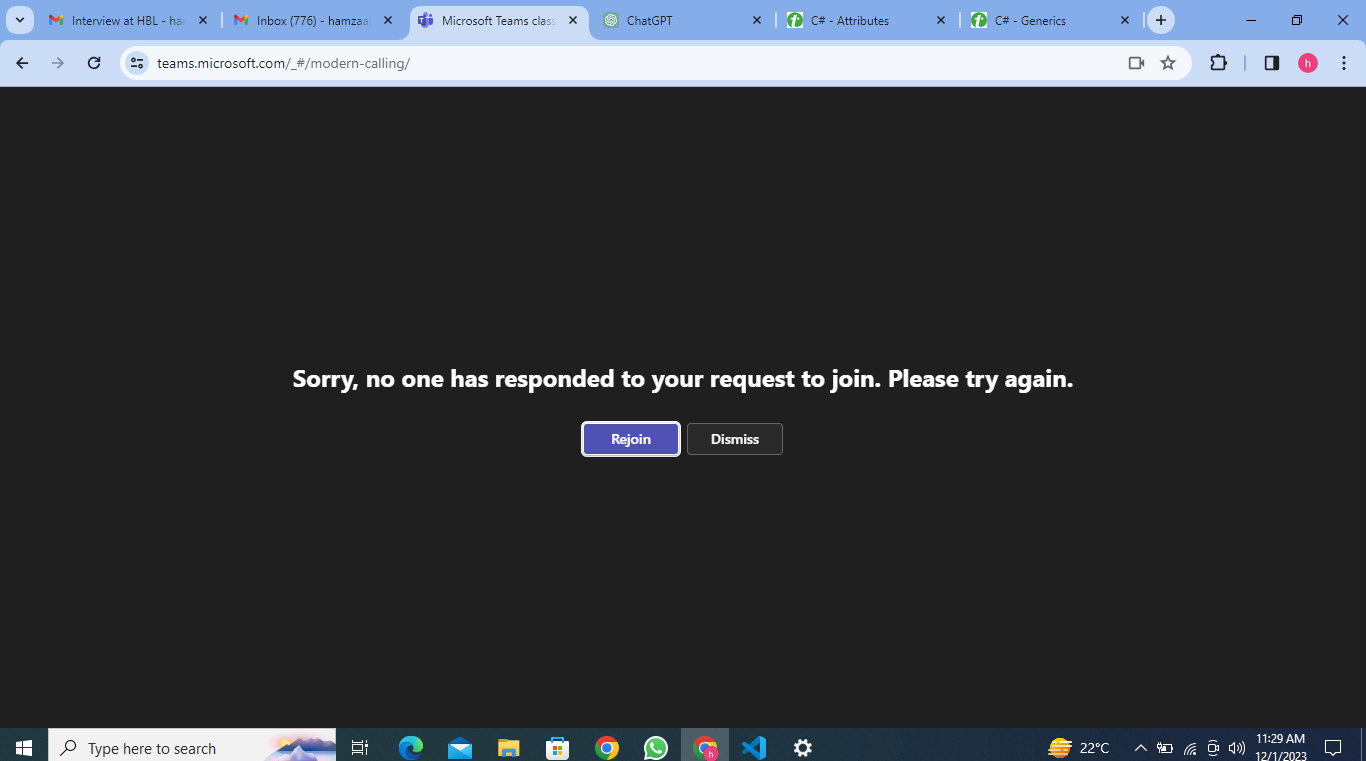 Interview at HBL - har
Inbox (776) - hamzaal
Microsoft Teams class
ChatGPT
C# - Attributes
C# - Generics
teams.microsoft.com/_#/modern-calling/
h
Sorry, no one has responded to your request to join. Please try again.
Rejoin
Dismiss
Type here to search
h
22°C
11:29 AM
12/1/2023